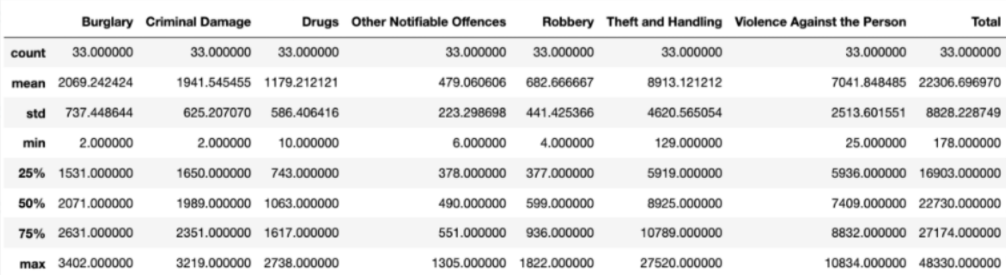 Burglary Criminal Damage Drugs Other Notifiable Offences Robbery Theft and Handling Violence Against the Person Total
count 33.000000 33.000000 33.000000 33.000000 33.000000 33.000000 33.000000 33.000000
mean 2069.242424 1941.545455 1179.212121 479.060606 682.666667 8913.121212 7041.848485 22306.696970
std 737.448644 625.207070 586.406416 223.298698 441.425366 4620.565054 2513.601551 8828.228749
min 2.000000 2.000000 10.000000 6.000000 4.000000 129.000000 25.000000 178.000000
25% 1531.000000 1650.000000 743.000000 378.000000 377.000000 5919.000000 5936.000000 16903.000000
50% 2071.000000 1989.000000 1063.000000 490.000000 599.000000 8925.000000 7409.000000 22730.000000
75% 2631.000000 2351.000000 1617.000000 551.000000 936.000000 10789.000000 8832.000000 27174.000000
max 3402.000000 3219.000000 2738.000000 1305.000000 1822.000000 27520.000000 10834.000000 48330.000000